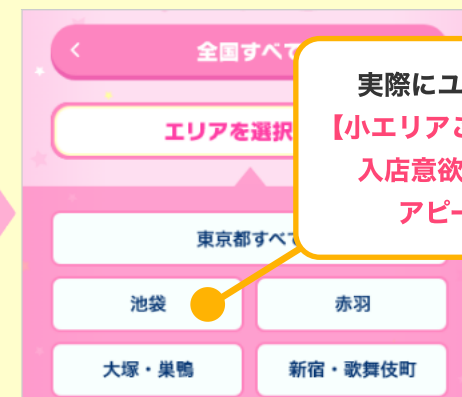 全国すべて
エリアを選択
実際にユ
【小エリアご
入店意欲
アピー
東京都すべて
池袋
赤羽
大塚・巣鴨
新宿・歌舞伎町